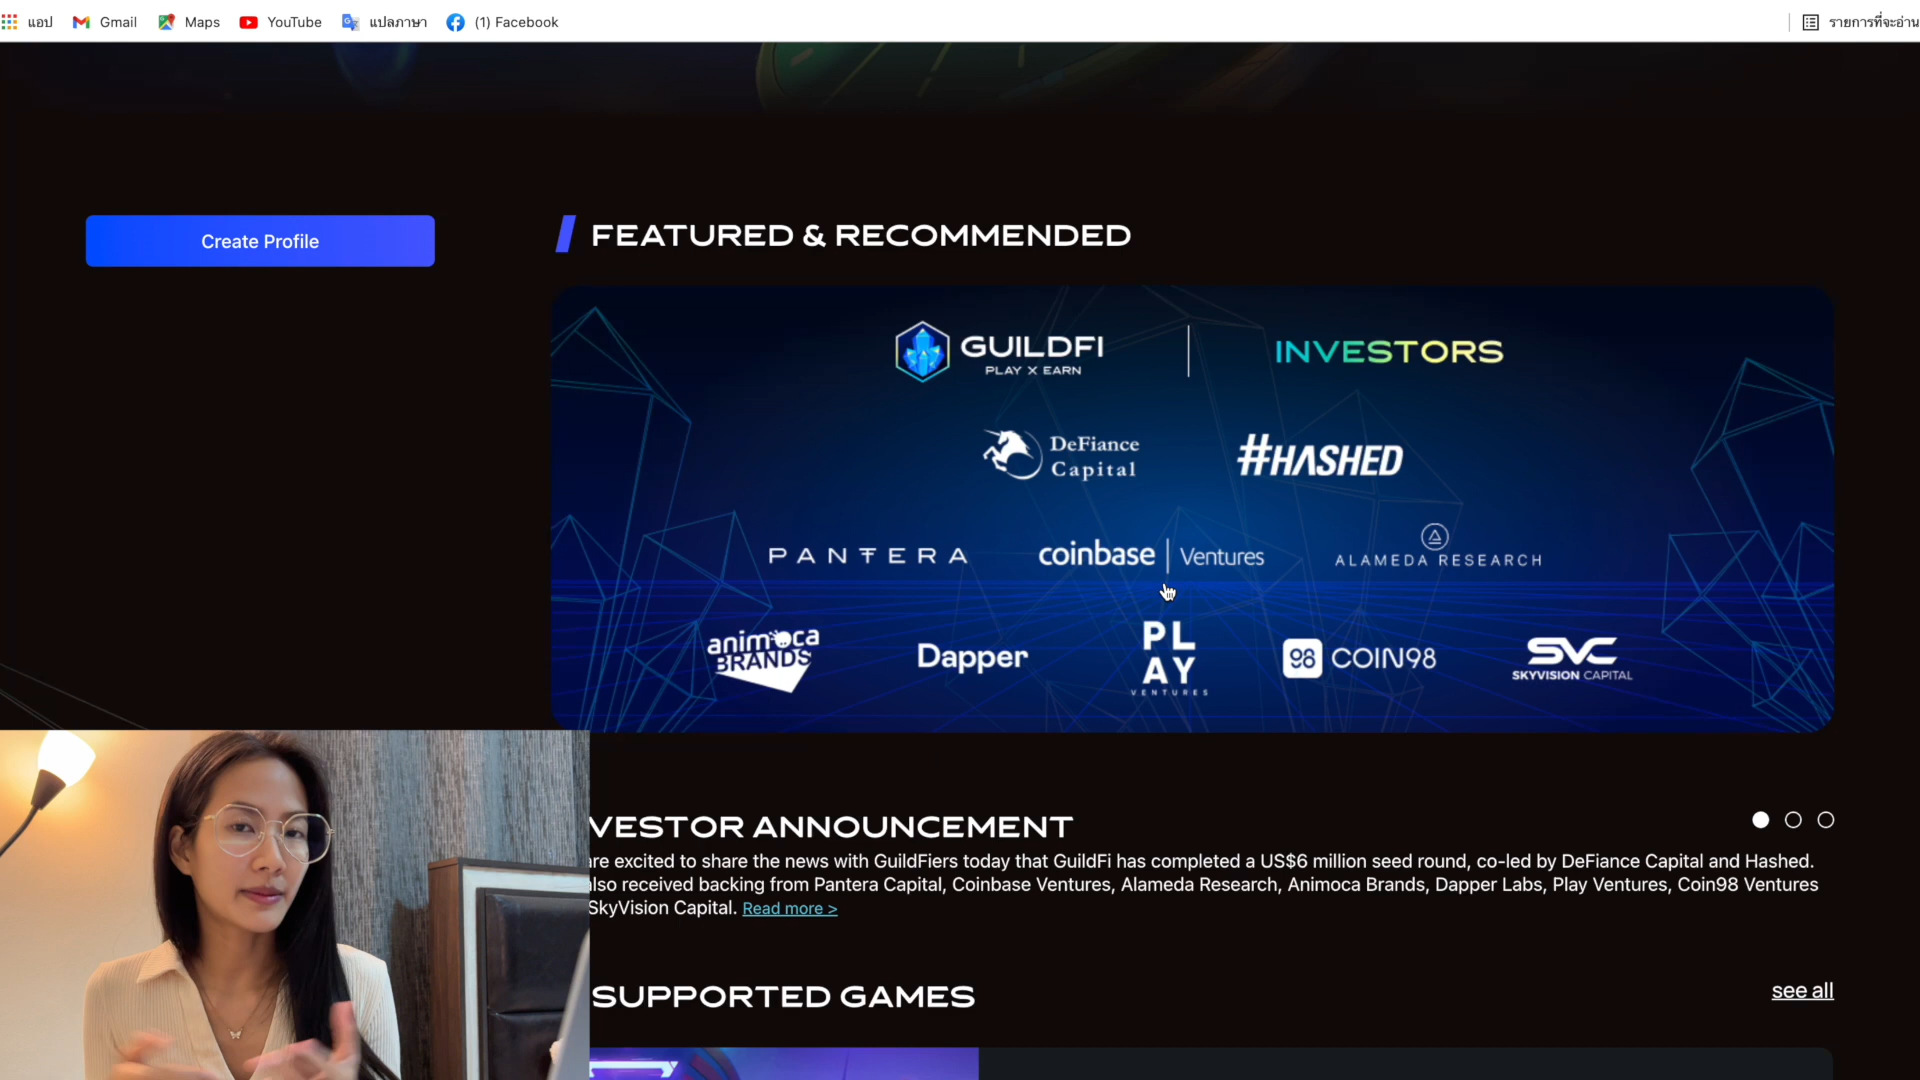 แอป Gmail Maps YouTube แปลภาษา (1) Facebook รายการที่จะอ่าน
Create Profile
FEATURED & RECOMMENDED
GUILDFI
PLAY X EARN
INVESTORS
DeFiance
Capital
#HASHED
PANTERA
coinbase | Ventures
ALAMEDA RESEARCH
animoca
BRANDS
Dapper
PL
AY
VENTURES
98 COIN98
SVC
SKYVISION CAPITAL
VESTOR ANNOUNCEMENT
are excited to share the news with GuildFiers today that GuildFi has completed a US$6 million seed round, co-led by DeFiance Capital and Hashed.
also received backing from Pantera Capital, Coinbase Ventures, Alameda Research, Animoca Brands, Dapper Labs, Play Ventures, Coin98 Ventures
SkyVision Capital. Read more >
SUPPORTED GAMES
see all